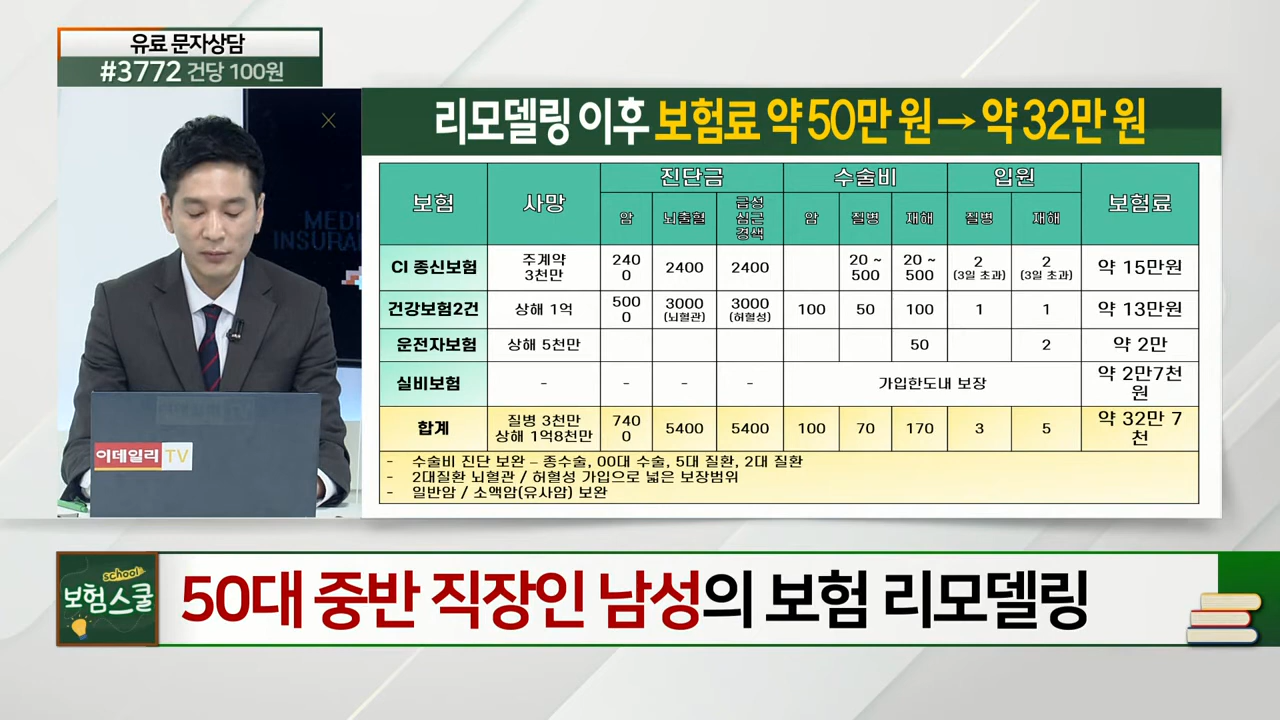 유료 문자상담
#3772 건당 100원
MEDI
INSURA
리모델링 이후 보험료 약 50만 원 → 약 32만 원
보험 사망 진단금 수술비 입원 보험료
암 뇌출혈 급성 심근 경색 암 질병 재해 질병 재해
CI 종신보험 주계약 3천만 2400 2400 2400 20 ~ 500 20 ~ 500 2 (3일 초과) 2 (3일 초과) 약 15만원
건강보험2건 상해 1억 5000 3000 (뇌혈관) 3000 (허혈성) 100 50 100 1 1 약 13만원
운전자보험 상해 5천만 50 2 약 2만
실비보험 - - - - 가입한도내 보장 약 2만7천원
합계 질병 3천만 상해 1억8천만 7400 5400 5400 100 70 170 3 5 약 32만 7천
- 수술비 진단 보완 – 종수술, 00대 수술, 5대 질환, 2대 질환
- 2대질환 뇌혈관 / 허혈성 가입으로 넓은 보장범위
- 일반암 / 소액암(유사암) 보완
이데일리 TV
school
보험스쿨
50대 중반 직장인 남성의 보험 리모델링